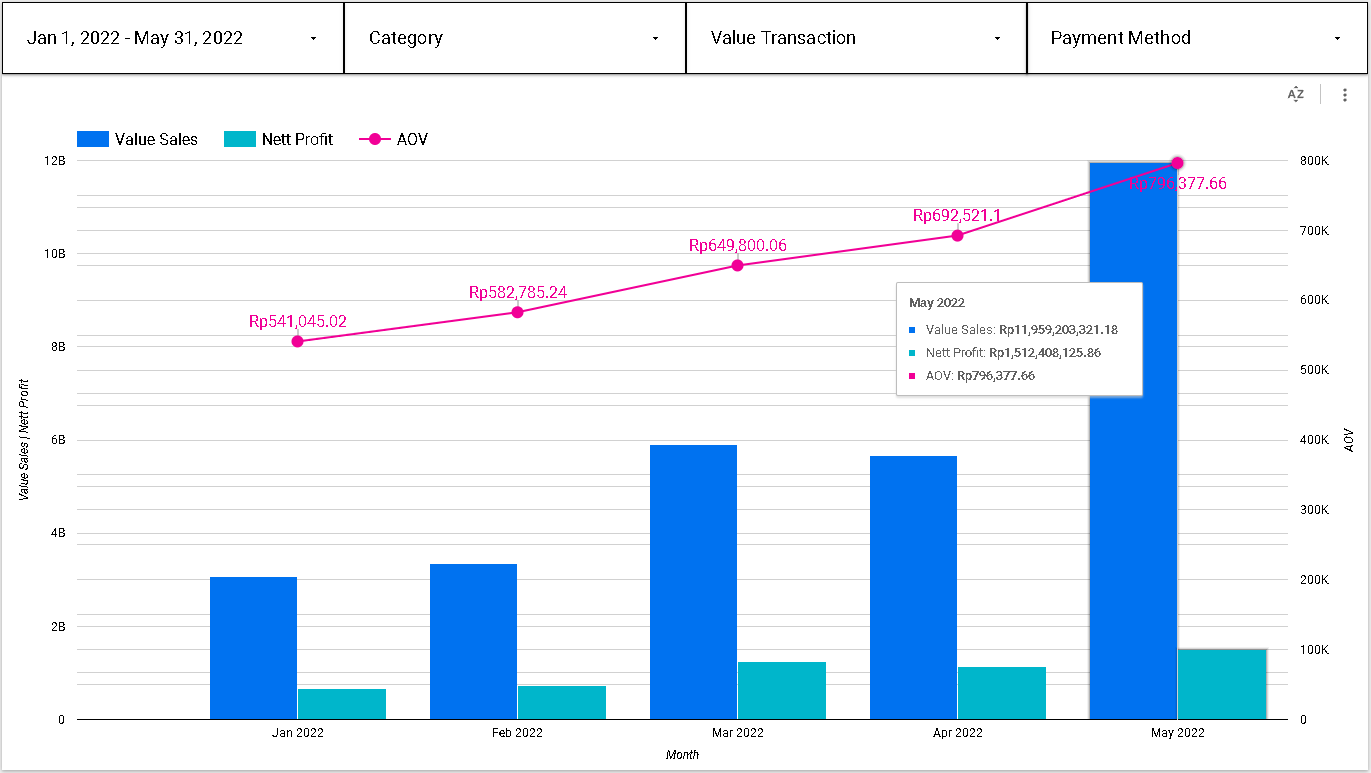 Jan 1, 2022 - May 31, 2022
Category
Value Transaction
Payment Method
AZ
Value Sales
Nett Profit
AOV
12B
10B
8B
6B
4B
2B
0
Value Sales | Nett Profit
800K
700K
600K
500K
400K
300K
200K
100K
0
AOV
Rp541,045.02
Rp582,785.24
Rp649,800.06
Rp692,521.1
Rp796,377.66
May 2022
Value Sales: Rp11,959,203,321.18
Nett Profit: Rp1,512,408,125.86
AOV: Rp796,377.66
Jan 2022
Feb 2022
Mar 2022
Apr 2022
May 2022
Month